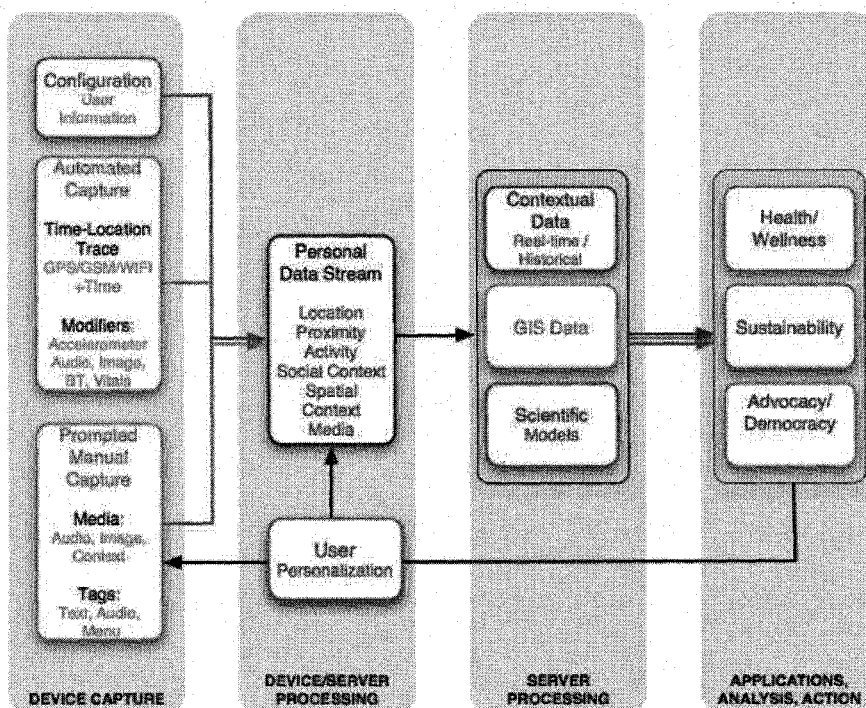 Configuration
User
Information
Automated
Capture
Time-Location
Trace
GPS/GSM/WIFI
+Time
Modifiers:
Accelerometer
Audio, Image,
BT, Vitals
Prompted
Manual
Capture
Media:
Audio, Image,
Context
Tags:
Text, Audio,
Menu
DEVICE CAPTURE
Personal
Data Stream
Location
Proximity
Activity
Social Context
Spatial
Context
Media
User
Personalization
DEVICE/SERVER
PROCESSING
Contextual
Data
Real-time /
Historical
GIS Data
Scientific
Models
SERVER
PROCESSING
Health/
Wellness
Sustainability
Advocacy/
Democracy
APPLICATIONS,
ANALYSIS, ACTION